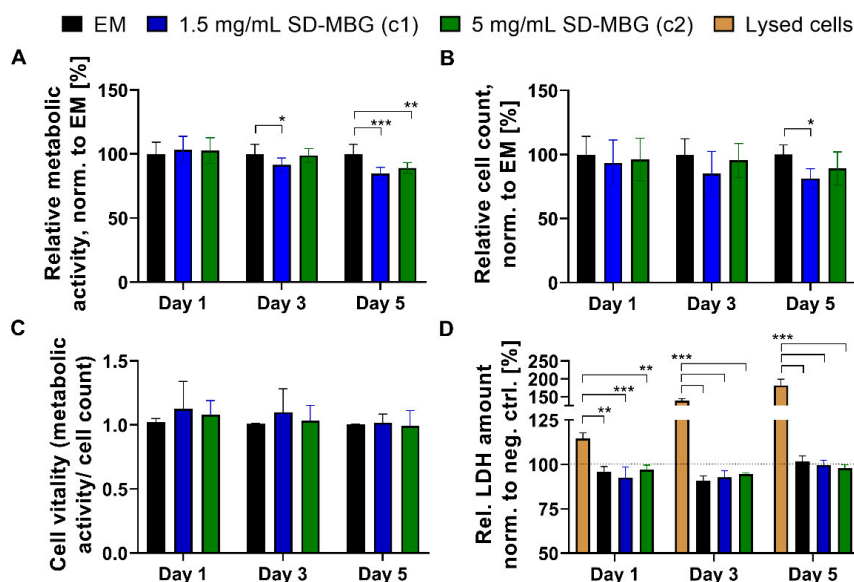 EM 1.5 mg/mL SD-MBG (c1) 5 mg/mL SD-MBG (c2) Lysed cells
A
Relative metabolic
activity, norm. to EM [%]
150
100
50
0
*
**
***
Day 1 Day 3 Day 5
B
Relative cell count,
norm. to EM [%]
150
100
50
0
*
Day 1 Day 3 Day 5
C
Cell vitality (metabolic
activity/ cell count)
1.5
1.0
0.5
0.0
Day 1 Day 3 Day 5
D
Rel. LDH amount
norm. to neg. ctrl. [%]
250
200
150
100
125
100
75
50
**
***
**
***
***
Day 1 Day 3 Day 5